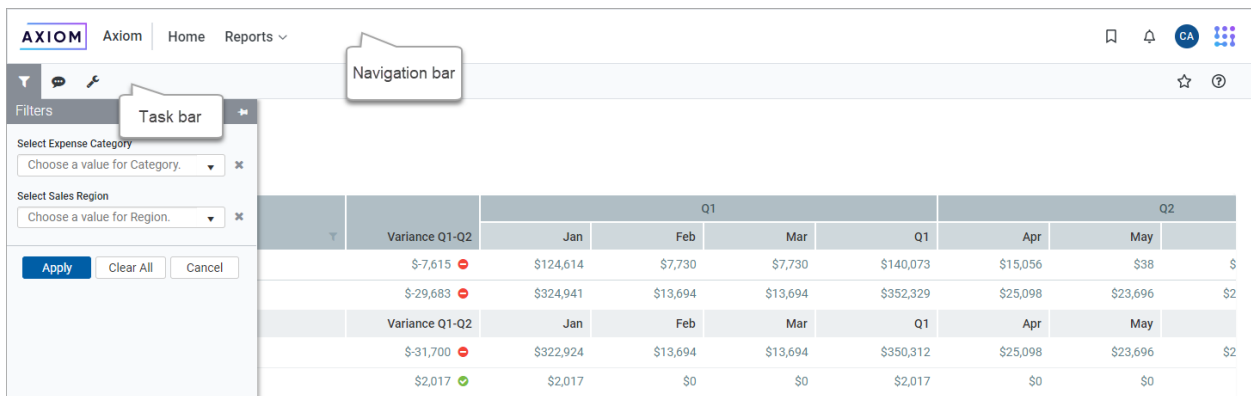 AXIOM Axiom Home Reports CA
Navigation bar
Task bar
Filters
Select Expense Category
Choose a value for Category.
Select Sales Region
Choose a value for Region.
Apply Clear All Cancel
Q1 Q2
Variance Q1-Q2 Jan Feb Mar Q1 Apr May
$-7,615 $124,614 $7,730 $7,730 $140,073 $15,056 $38 $
$-29,683 $324,941 $13,694 $13,694 $352,329 $25,098 $23,696 $2
Variance Q1-Q2 Jan Feb Mar Q1 Apr May
$-31,700 $322,924 $13,694 $13,694 $350,312 $25,098 $23,696 $2
$2,017 $2,017 $0 $0 $2,017 $0 $0